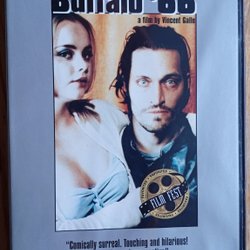 Buffalo '66
a film by Vincent Gallo
FILM FEST
"Comically surreal. Touching and hilarious!